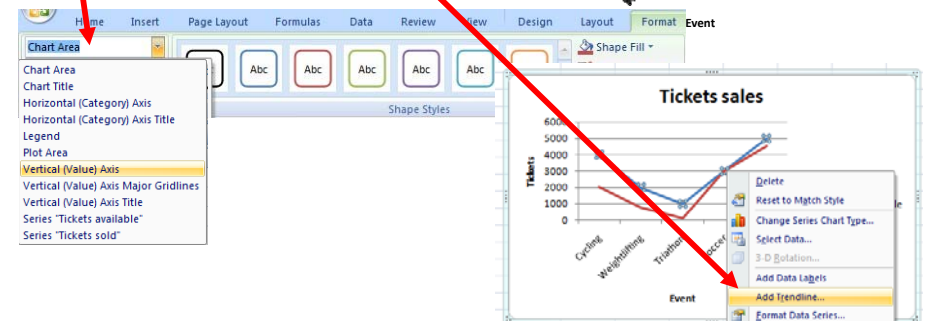 Home Insert Page Layout Formulas Data Review View Design Layout Format Event
Chart Area
Abc Abc Abc Abc Abc
Shape Fill
Shape Styles
Chart Area
Chart Title
Horizontal (Category) Axis
Horizontal (Category) Axis Title
Legend
Plot Area
Vertical (Value) Axis
Vertical (Value) Axis Major Gridlines
Vertical (Value) Axis Title
Series "Tickets available"
Series "Tickets sold"
Tickets sales
6000
5000
4000
3000
2000
1000
0
Tickets
Cycling
Weightlifting
Triathon
Event
Delete
Reset to Match Style
Change Series Chart Type...
Select Data...
3-D Rotation...
Add Data Labels
Add Trendline...
Format Data Series...